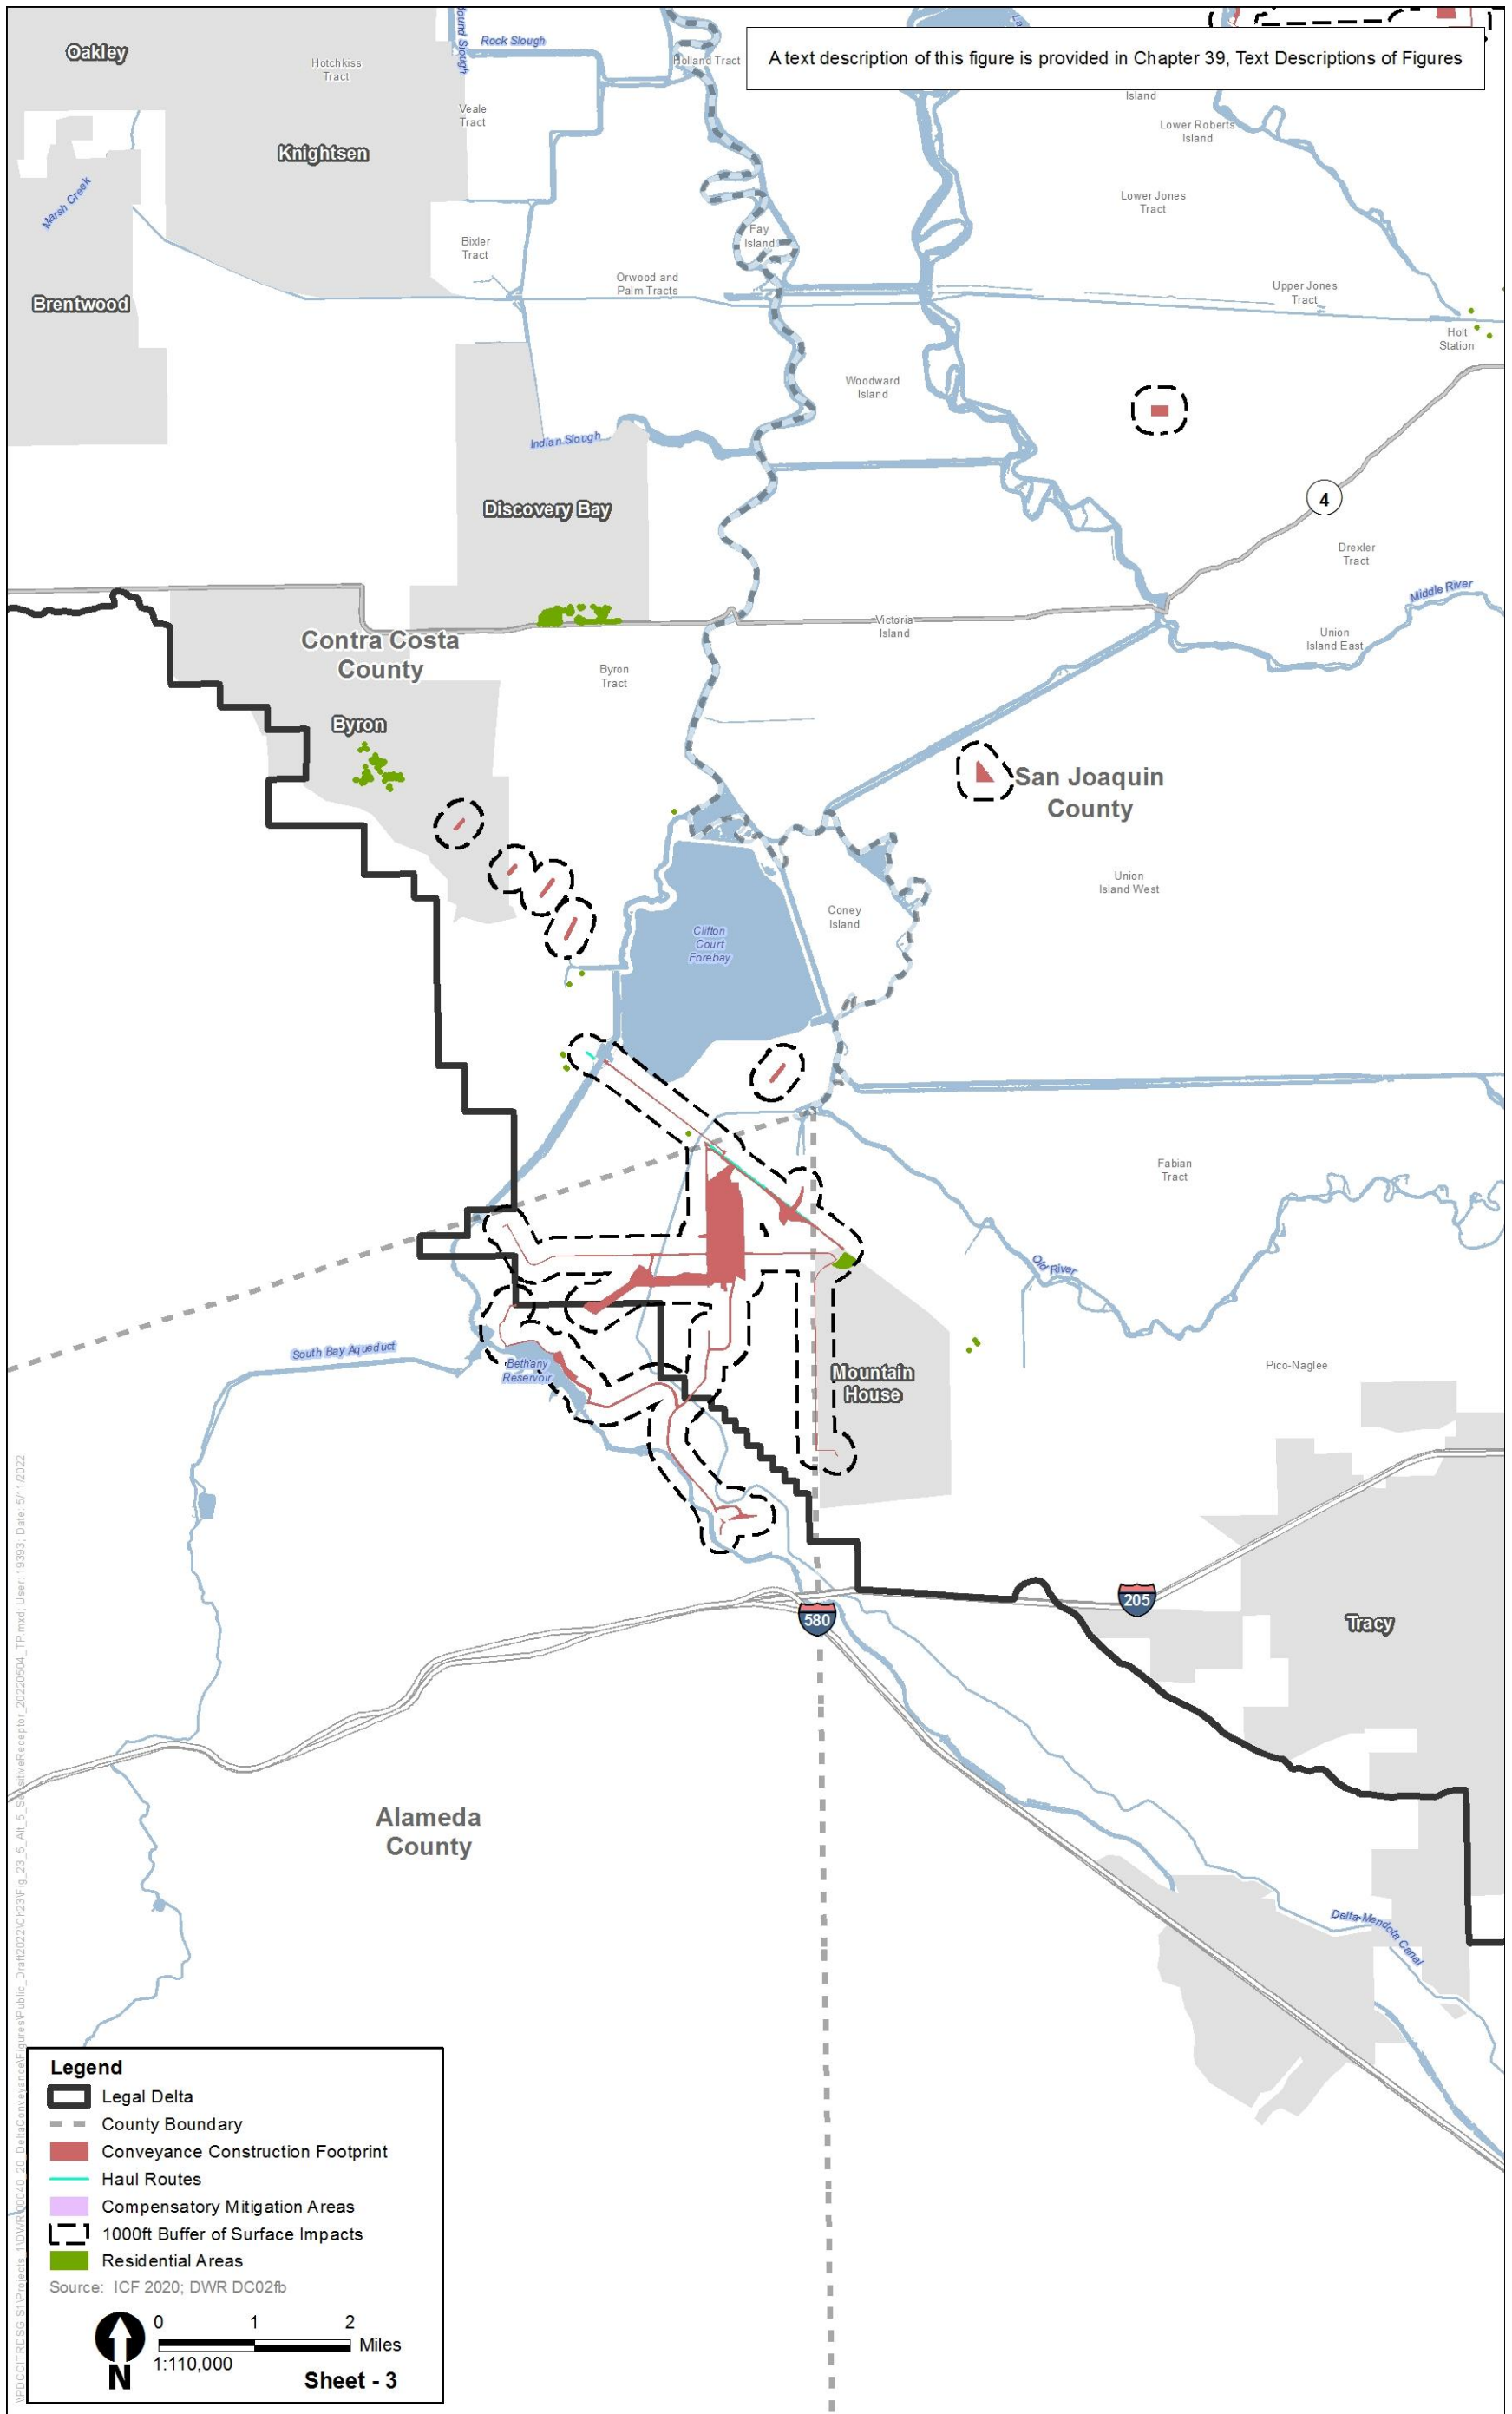 A text description of this figure is provided in Chapter 39, Text Descriptions of Figures
Oakley
Hotchkiss
Tract
Rock Slough
Holland Tract
Island
Veale
Tract
Lower Roberts
Island
Knightsen
Marsh Creek
Lower Jones
Tract
Fay
Island
Bixler
Tract
Orwood and
Palm Tracts
Upper Jones
Tract
Brentwood
Holt
Station
Woodward
Island
Indian Slough
Discovery Bay
4
Drexler
Tract
Middle River
Victoria
Island
Union
Island East
Contra Costa
County
Byron
Tract
Byron
San Joaquin
County
Union
Island West
Coney
Island
Clifton
Court
Forebay
Fabian
Tract
Old River
South Bay Aqueduct
Bethany
Reservoir
Mountain
House
Pico-Naglee
205
580
Tracy
Alameda
County
Delta-Mendota Canal
Legend
Legal Delta
County Boundary
Conveyance Construction Footprint
Haul Routes
Compensatory Mitigation Areas
1000ft Buffer of Surface Impacts
Residential Areas
Source: ICF 2020; DWR DC02fb
0 1 2
Miles
1:110,000
N
Sheet - 3